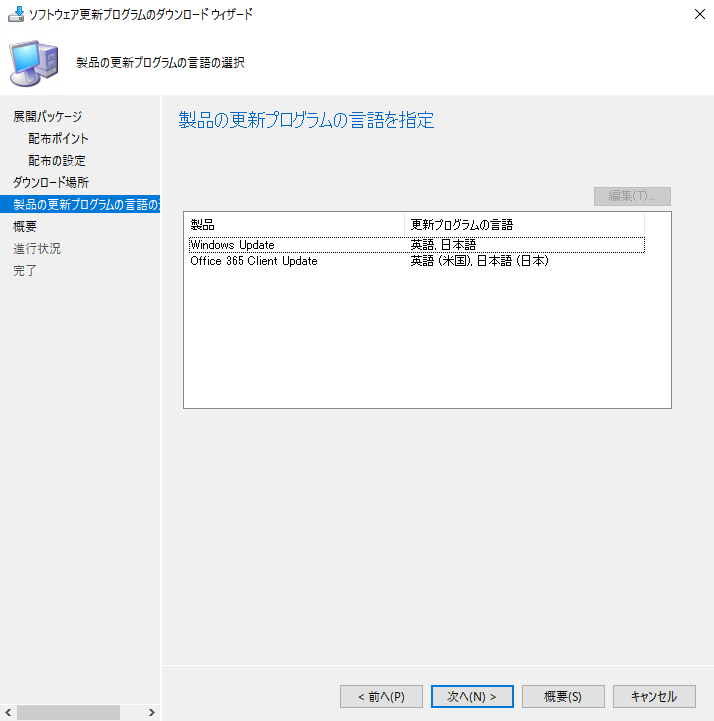 ソフトウェア更新プログラムのダウンロード ウィザード
製品の更新プログラムの言語の選択
展開パッケージ
配布ポイント
配布の設定
ダウンロード場所
製品の更新プログラムの言語の
概要
進行状況
完了
製品の更新プログラムの言語を指定
編集(T)...
製品 更新プログラムの言語
Windows Update 英語, 日本語
Office 365 Client Update 英語 (米国), 日本語 (日本)
< 前へ(P) 次へ(N) > 概要(S) キャンセル